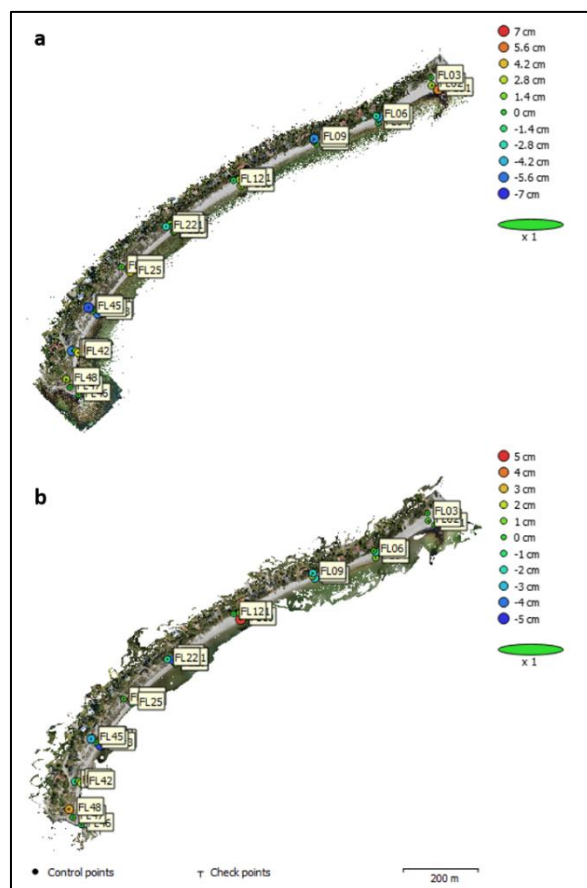 a
7 cm
5.6 cm
4.2 cm
2.8 cm
1.4 cm
0 cm
-1.4 cm
-2.8 cm
-4.2 cm
-5.6 cm
-7 cm
x 1
FL03
FL06
FL09
FL12
FL22
FL25
FL45
FL42
FL48
b
5 cm
4 cm
3 cm
2 cm
1 cm
0 cm
-1 cm
-2 cm
-3 cm
-4 cm
-5 cm
x 1
FL03
FL06
FL09
FL12
FL22
FL25
FL45
FL42
FL48
Control points
Check points
200 m